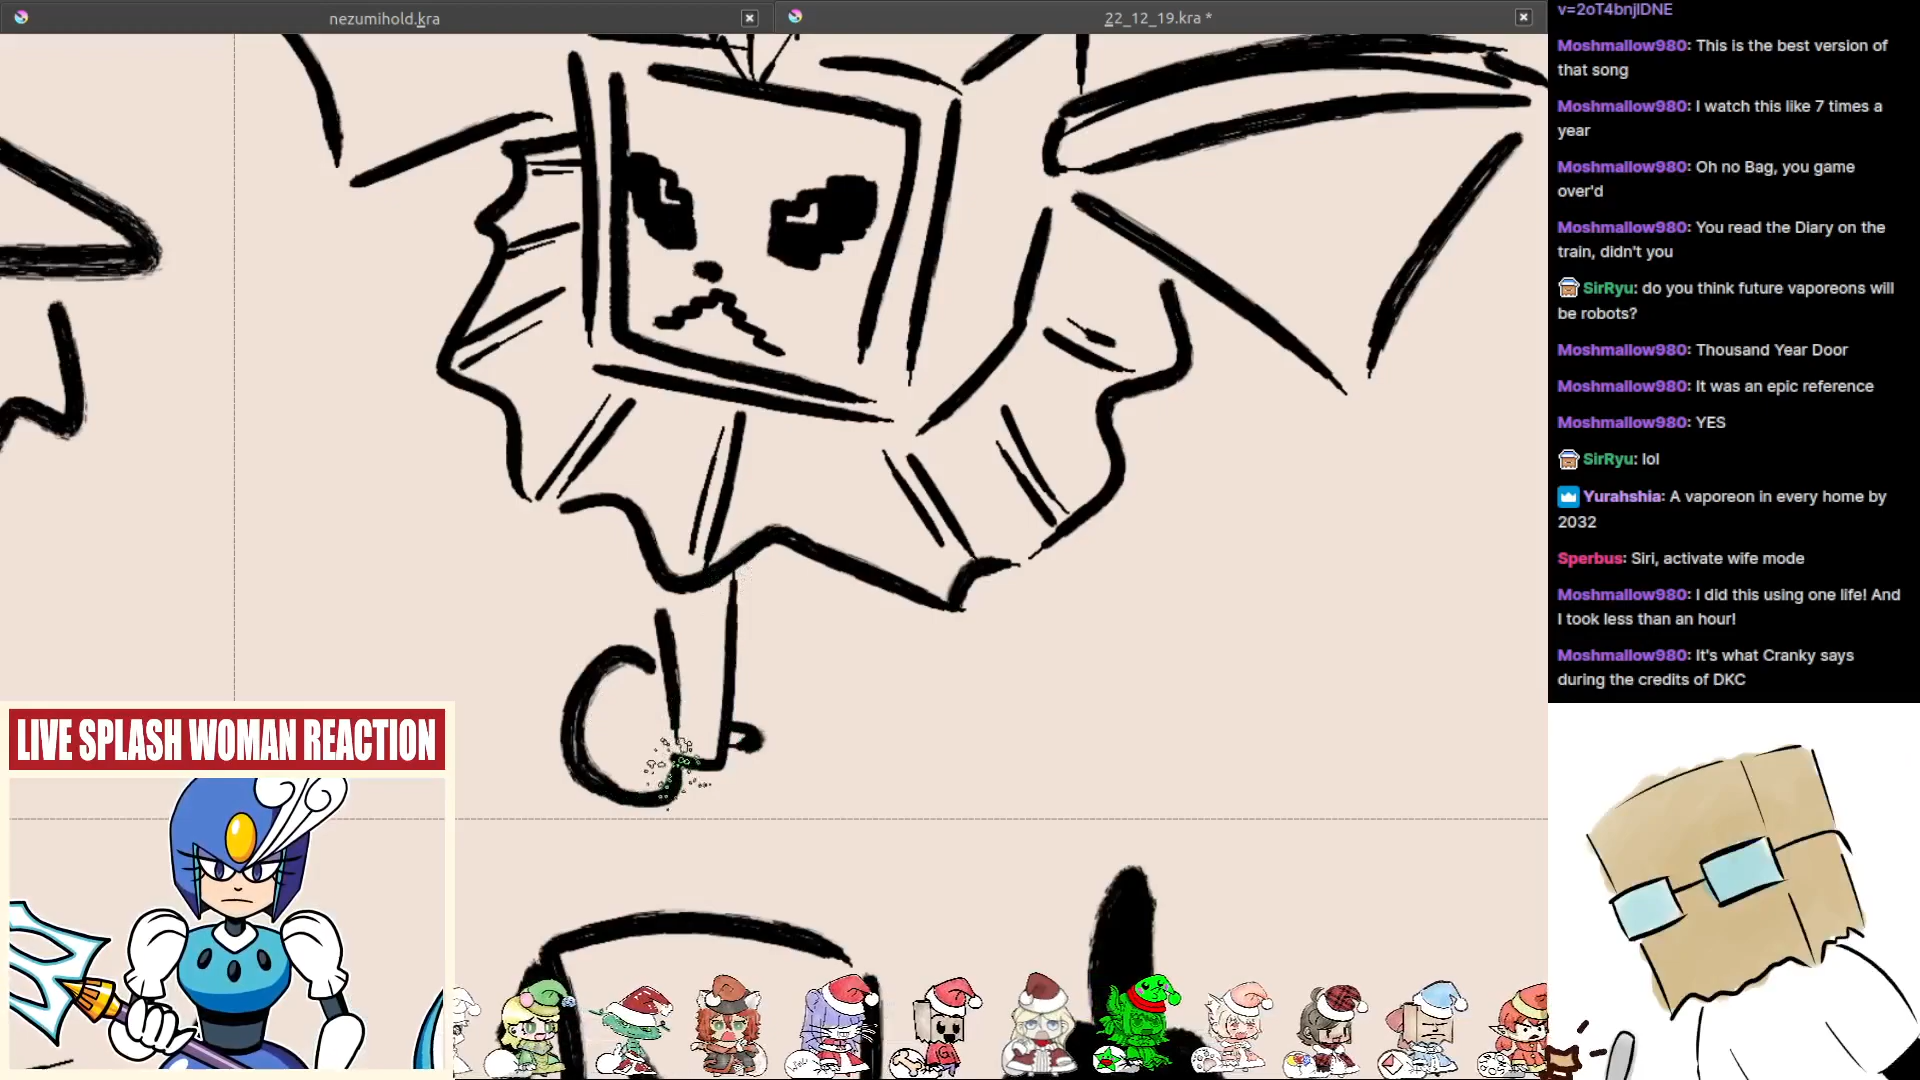 nezumihold.kra
22_12_19.kra *
v=2oT4bnjlDNE
Moshmallow980: This is the best version of
that song
Moshmallow980: I watch this like 7 times a
year
Moshmallow980: Oh no Bag, you game
over'd
Moshmallow980: You read the Diary on the
train, didn't you
SirRyu: do you think future vaporeons will
be robots?
Moshmallow980: Thousand Year Door
Moshmallow980: It was an epic reference
Moshmallow980: YES
SirRyu: lol
Yurahshia: A vaporeon in every home by
2032
Sperbus: Siri, activate wife mode
Moshmallow980: I did this using one life! And
I took less than an hour!
Moshmallow980: It's what Cranky says
during the credits of DKC
LIVE SPLASH WOMAN REACTION